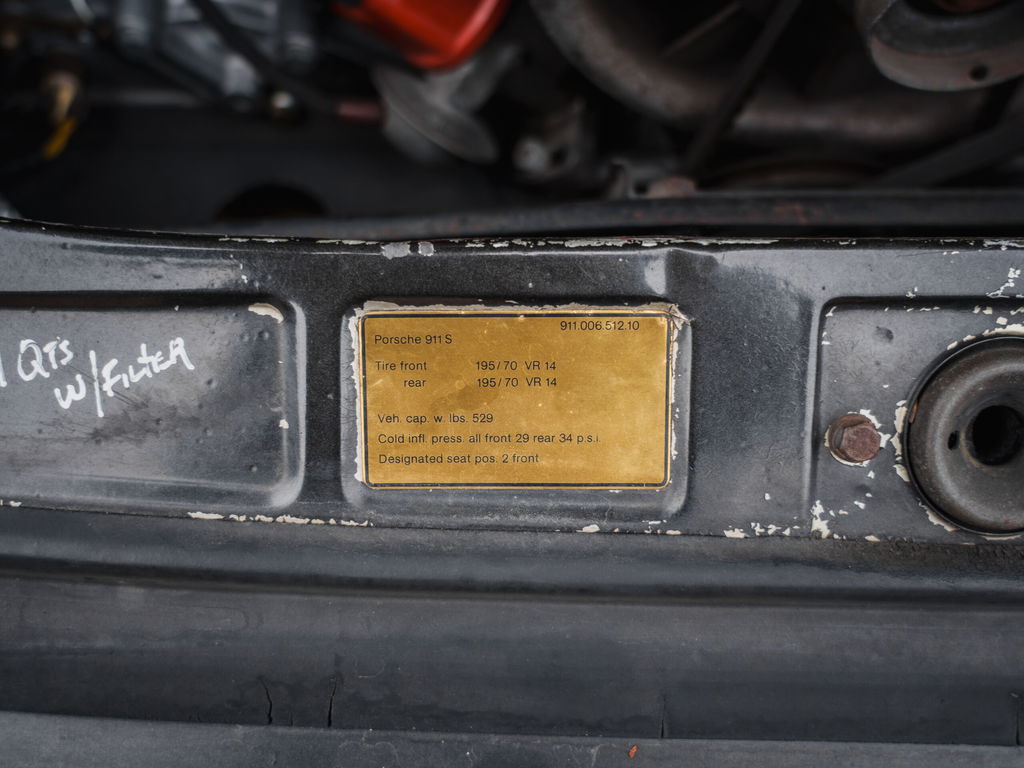 QTS
W/FILTER
911.006.512.10
Porsche 911 S
Tire front 195/70 VR 14
rear 195/70 VR 14
Veh. cap. w. lbs. 529
Cold infl. press. all front 29 rear 34 p.s.i.
Designated seat pos. 2 front